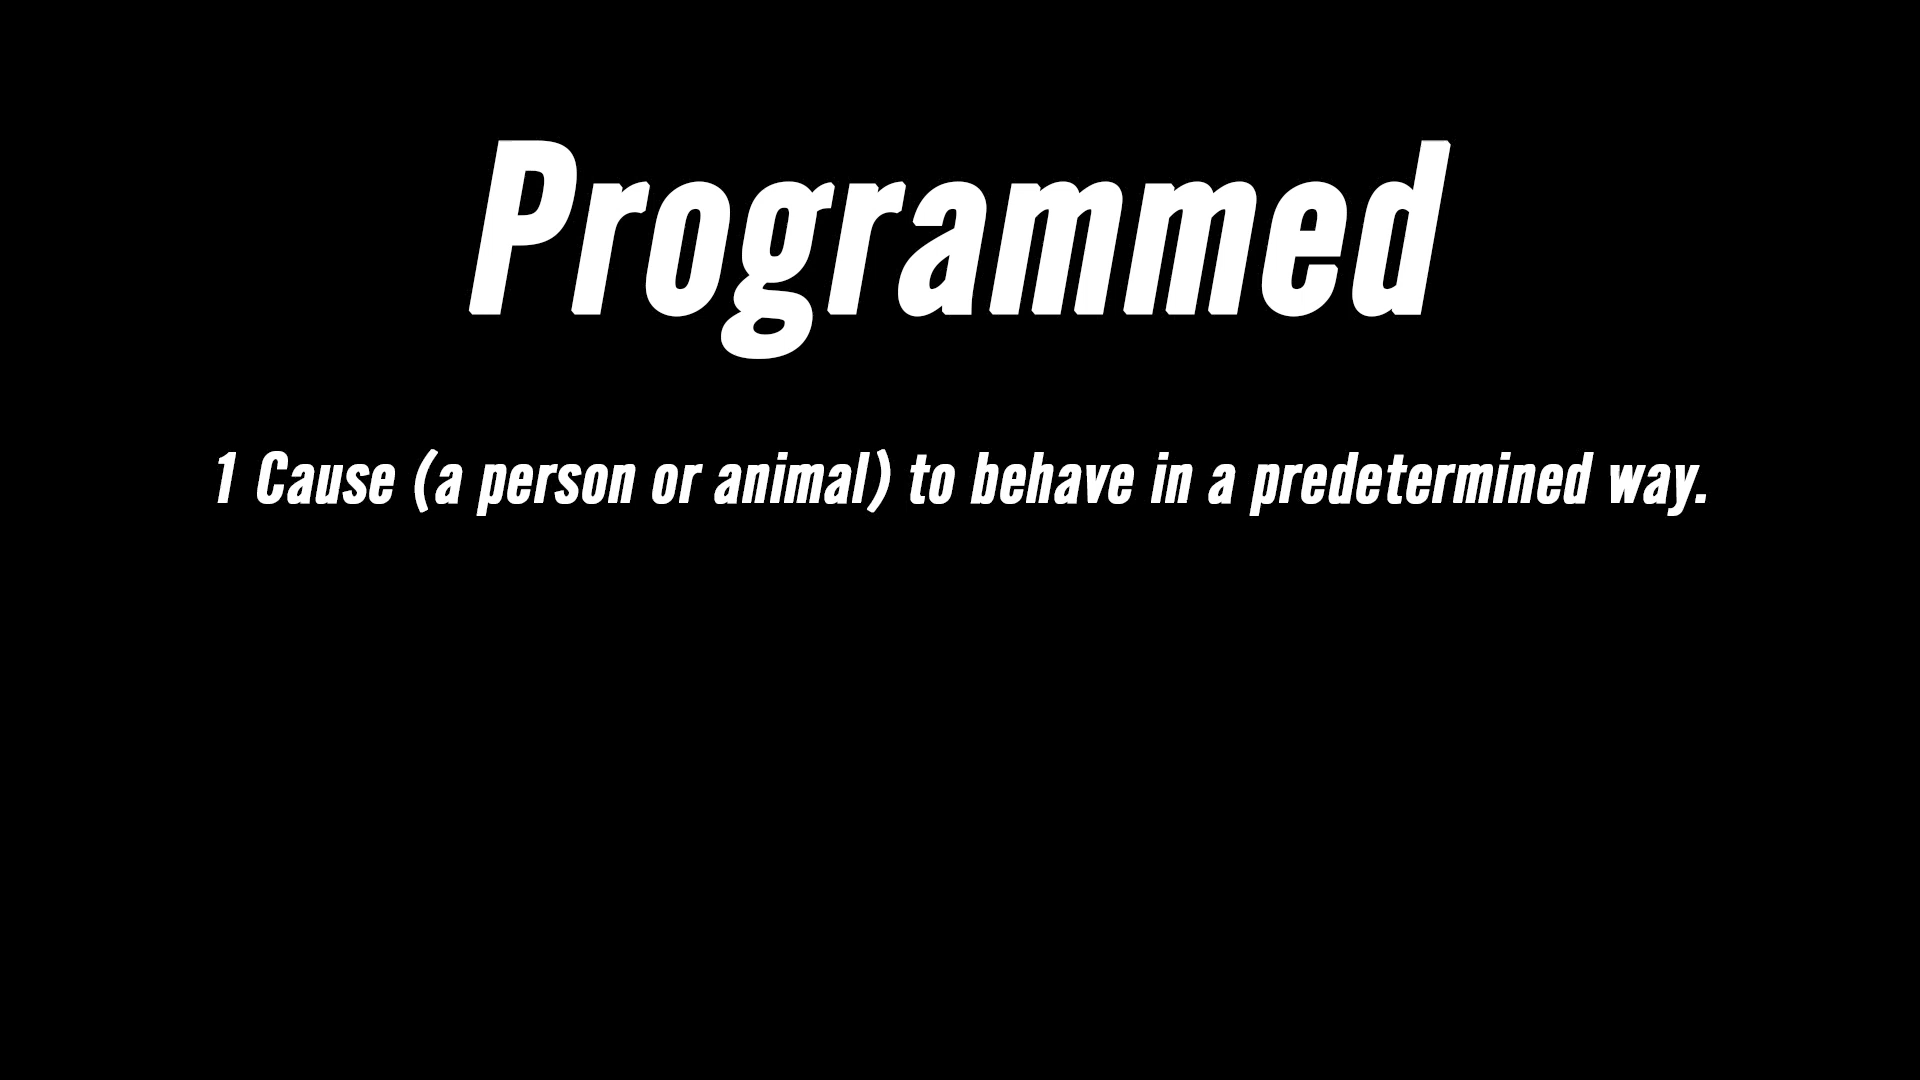 Programmed
1 Cause (a person or animal) to behave in a predetermined way.